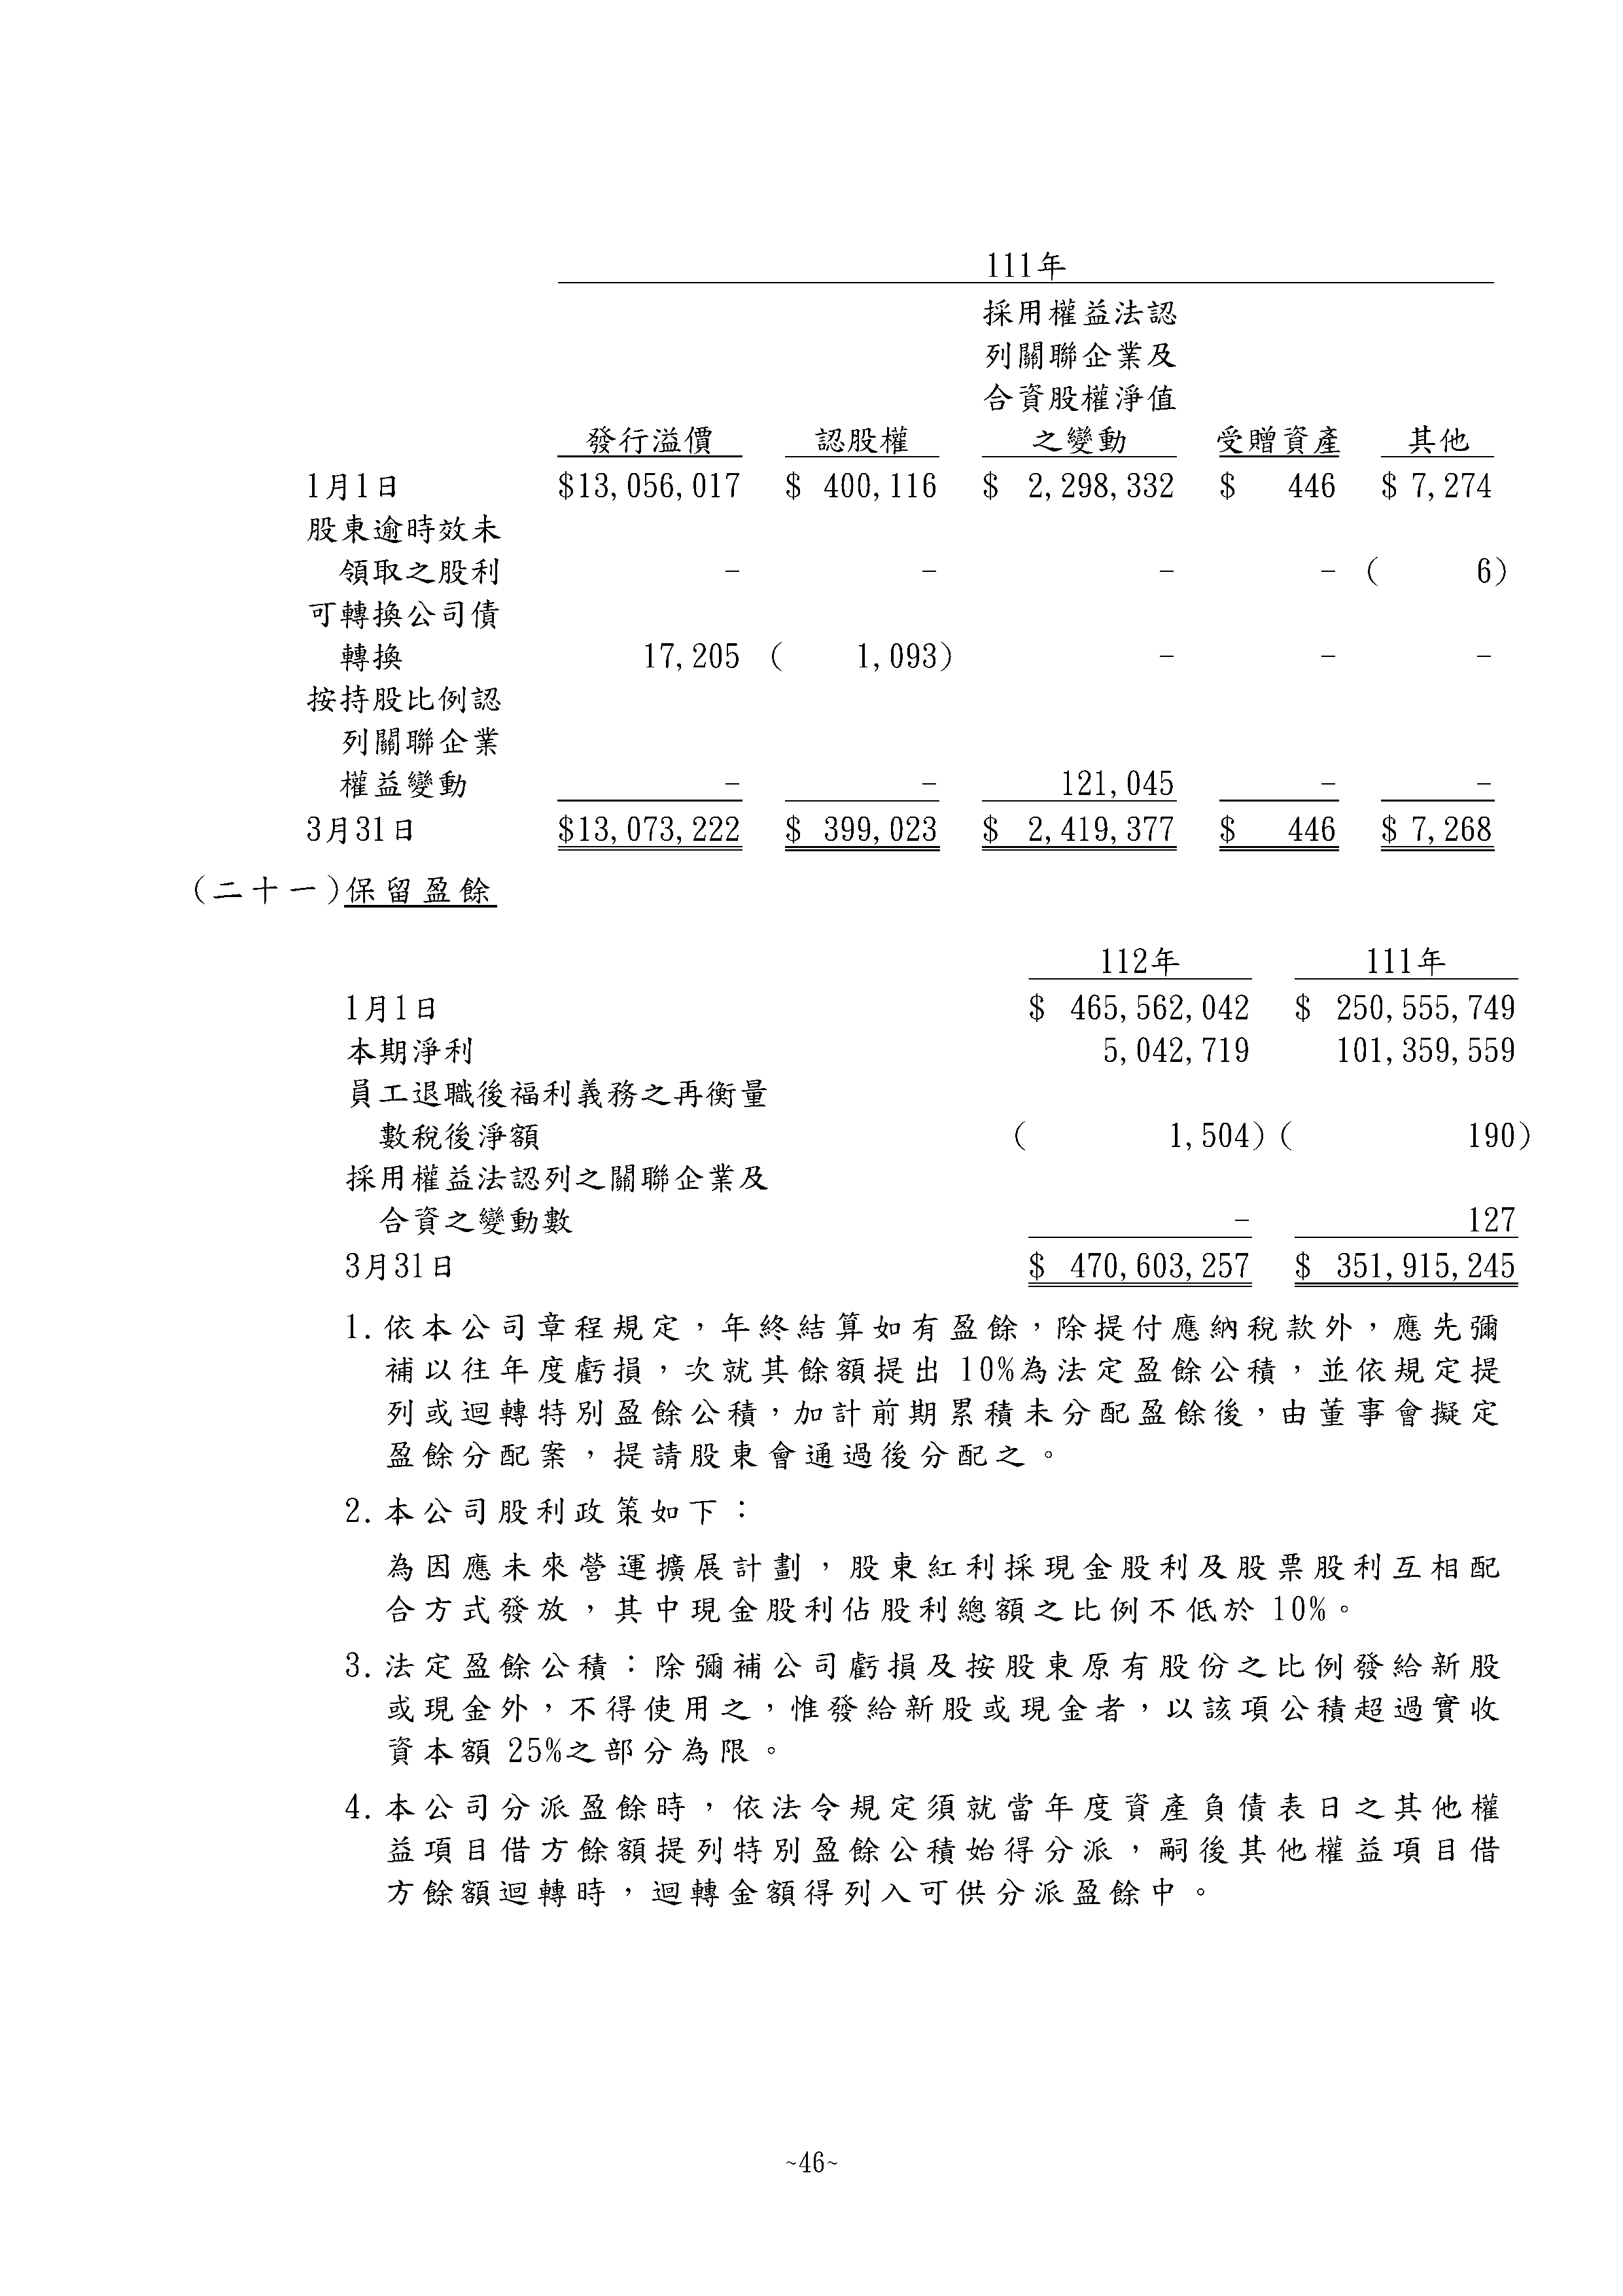 111年
採用權益法認
列關聯企業及
合資股權淨值
發行溢價 認股權 之變動 受贈資產 其他
1月1日 $13,056,017 $ 400,116 $ 2,298,332 $ 446 $ 7,274
股東逾時效未
領取之股利 - - - - ( 6)
可轉換公司債
轉換 17,205 ( 1,093) - - -
按持股比例認
列關聯企業
權益變動 - - 121,045 - -
3月31日 $13,073,222 $ 399,023 $ 2,419,377 $ 446 $ 7,268
(二十一)保留盈餘
112年 111年
1月1日 $ 465,562,042 $ 250,555,749
本期淨利 5,042,719 101,359,559
員工退職後福利義務之再衡量
數稅後淨額 ( 1,504) ( 190)
採用權益法認列之關聯企業及
合資之變動數 - 127
3月31日 $ 470,603,257 $ 351,915,245
1.依本公司章程規定，年終結算如有盈餘，除提付應納稅款外，應先彌
補以往年度虧損，次就其餘額提出 10%為法定盈餘公積，並依規定提
列或迴轉特別盈餘公積，加計前期累積未分配盈餘後，由董事會擬定
盈餘分配案，提請股東會通過後分配之。
2.本公司股利政策如下：
為因應未來營運擴展計劃，股東紅利採現金股利及股票股利互相配
合方式發放，其中現金股利佔股利總額之比例不低於 10%。
3.法定盈餘公積：除彌補公司虧損及按股東原有股份之比例發給新股
或現金外，不得使用之，惟發給新股或現金者，以該項公積超過實收
資本額 25%之部分為限。
4.本公司分派盈餘時，依法令規定須就當年度資產負債表日之其他權
益項目借方餘額提列特別盈餘公積始得分派，嗣後其他權益項目借
方餘額迴轉時，迴轉金額得列入可供分派盈餘中。
~46~